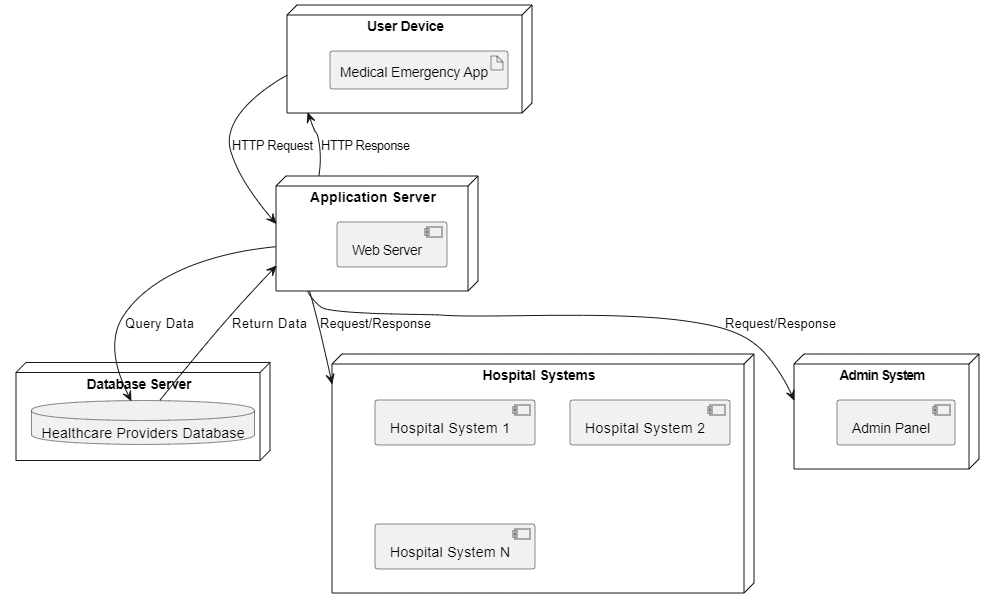 User Device
Medical Emergency App
HTTP Request
HTTP Response
Application Server
Web Server
Query Data
Return Data
Request/Response
Request/Response
Database Server
Healthcare Providers Database
Hospital Systems
Hospital System 1
Hospital System 2
Hospital System N
Admin System
Admin Panel